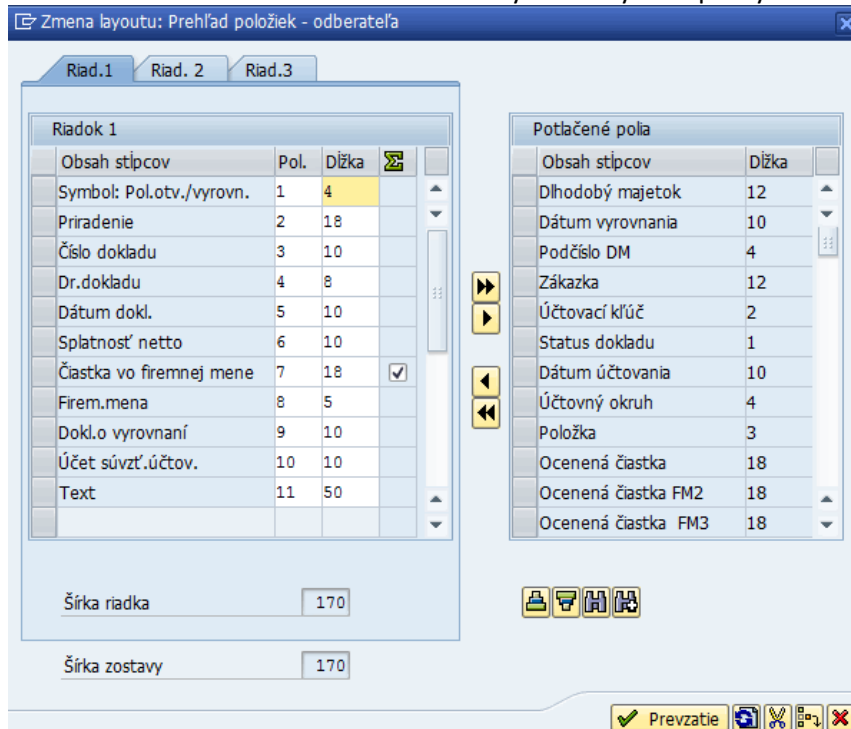 Zmena layoutu: Prehľad položiek - odberateľa
Riad.1 Riad. 2 Riad.3
Riadok 1
Obsah stĺpcov Pol. Dĺžka
Symbol: Pol.otv./vyrovn. 1 4
Priradenie 2 18
Číslo dokladu 3 10
Dr.dokladu 4 8
Dátum dokl. 5 10
Splatnosť netto 6 10
Čiastka vo firemnej mene 7 18
Firem.mena 8 5
Dokl.o vyrovnaní 9 10
Účet súvzť.účtov. 10 10
Text 11 50
Šírka riadka 170
Šírka zostavy 170
Potlačené polia
Obsah stĺpcov Dĺžka
Dlhodobý majetok 12
Dátum vyrovnania 10
Podčíslo DM 4
Zákazka 12
Účtovací kľúč 2
Status dokladu 1
Dátum účtovania 10
Účtovný okruh 4
Položka 3
Ocenená čiastka 18
Ocenená čiastka FM2 18
Ocenená čiastka FM3 18
Prevzatie